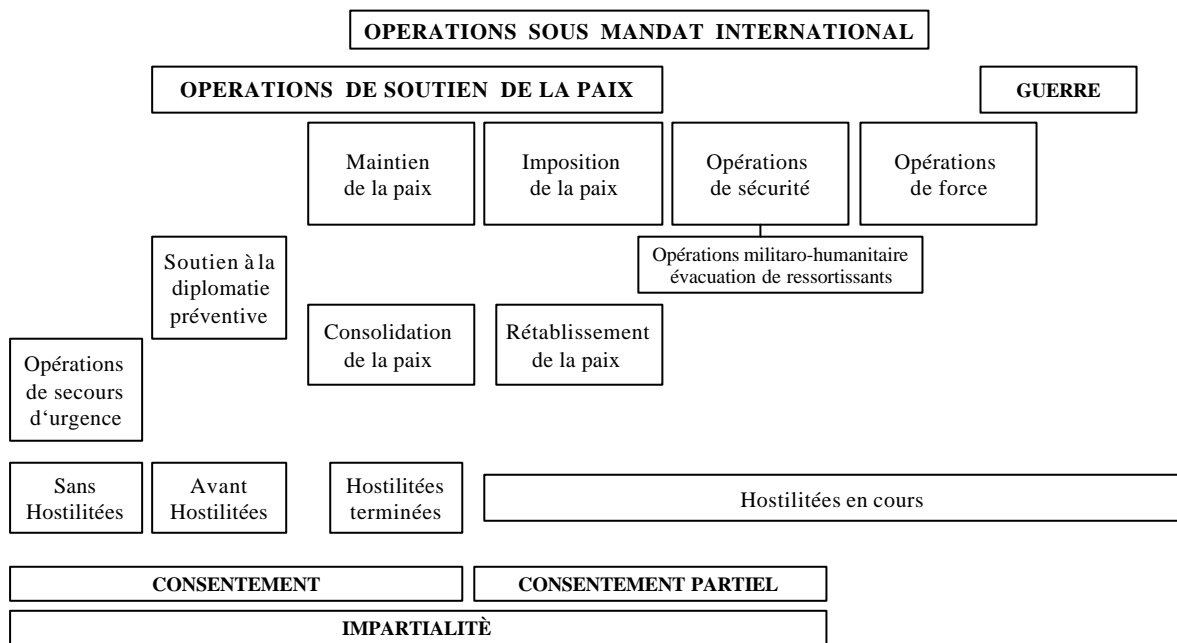 OPERATIONS SOUS MANDAT INTERNATIONAL
OPERATIONS DE SOUTIEN DE LA PAIX
GUERRE
Maintien
de la paix
Imposition
de la paix
Opérations
de sécurité
Opérations
de force
Soutien à la
diplomatie
préventive
Opérations militaro-humanitaire
évacuation de ressortissants
Consolidation
de la paix
Rétablissement
de la paix
Opérations
de secours
d‘urgence
Sans
Hostilitées
Avant
Hostilitées
Hostilitées
terminées
Hostilitées en cours
CONSENTEMENT
CONSENTEMENT PARTIEL
IMPARTIALITÈ